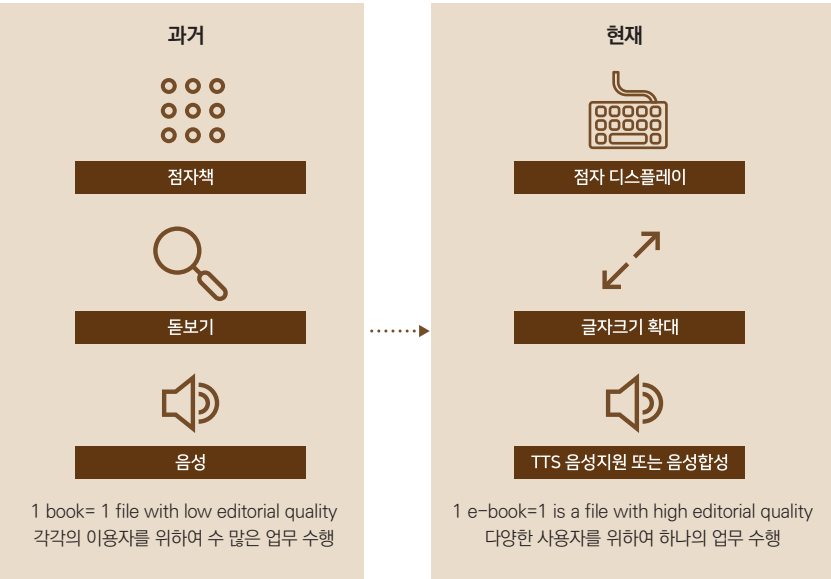 과거
점자책
돋보기
음성
1 book= 1 file with low editorial quality
각각의 이용자를 위하여 수 많은 업무 수행
현재
점자 디스플레이
글자크기 확대
TTS 음성지원 또는 음성합성
1 e-book=1 is a file with high editorial quality
다양한 사용자를 위하여 하나의 업무 수행